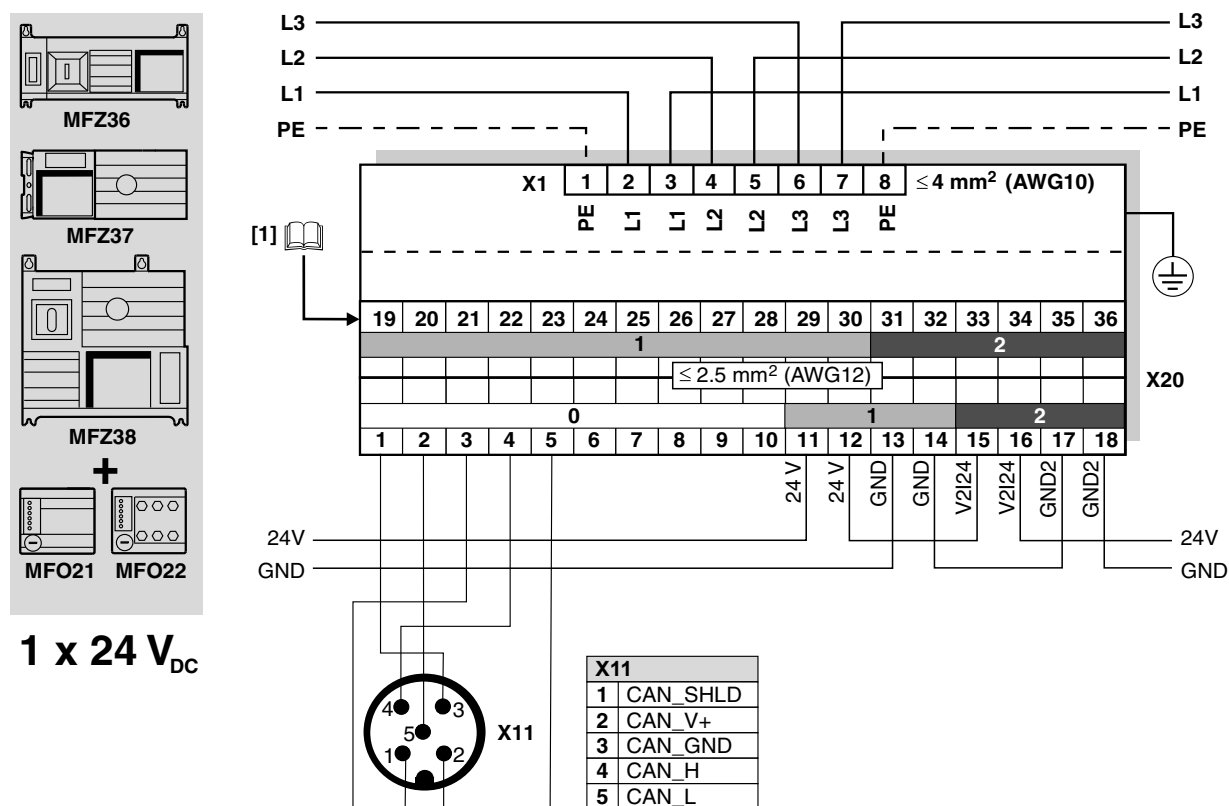 MFZ36
MFZ37
MFZ38
+
MFO21 MFO22
1 x 24 VDC
L3 L3
L2 L2
L1 L1
PE PE
X1 1 2 3 4 5 6 7 8 ≤ 4 mm2 (AWG10)
PE L1 L1 L2 L2 L3 L3 PE
[1]
19 20 21 22 23 24 25 26 27 28 29 30 31 32 33 34 35 36
1 2
≤ 2.5 mm2 (AWG12)
X20
0 1 2
1 2 3 4 5 6 7 8 9 10 11 12 13 14 15 16 17 18
24 V 24 V GND GND V2I24 V2I24 GND2 GND2
24V 24V
GND GND
4 3
5
1 2
X11
X11
1 CAN_SHLD
2 CAN_V+
3 CAN_GND
4 CAN_H
5 CAN_L